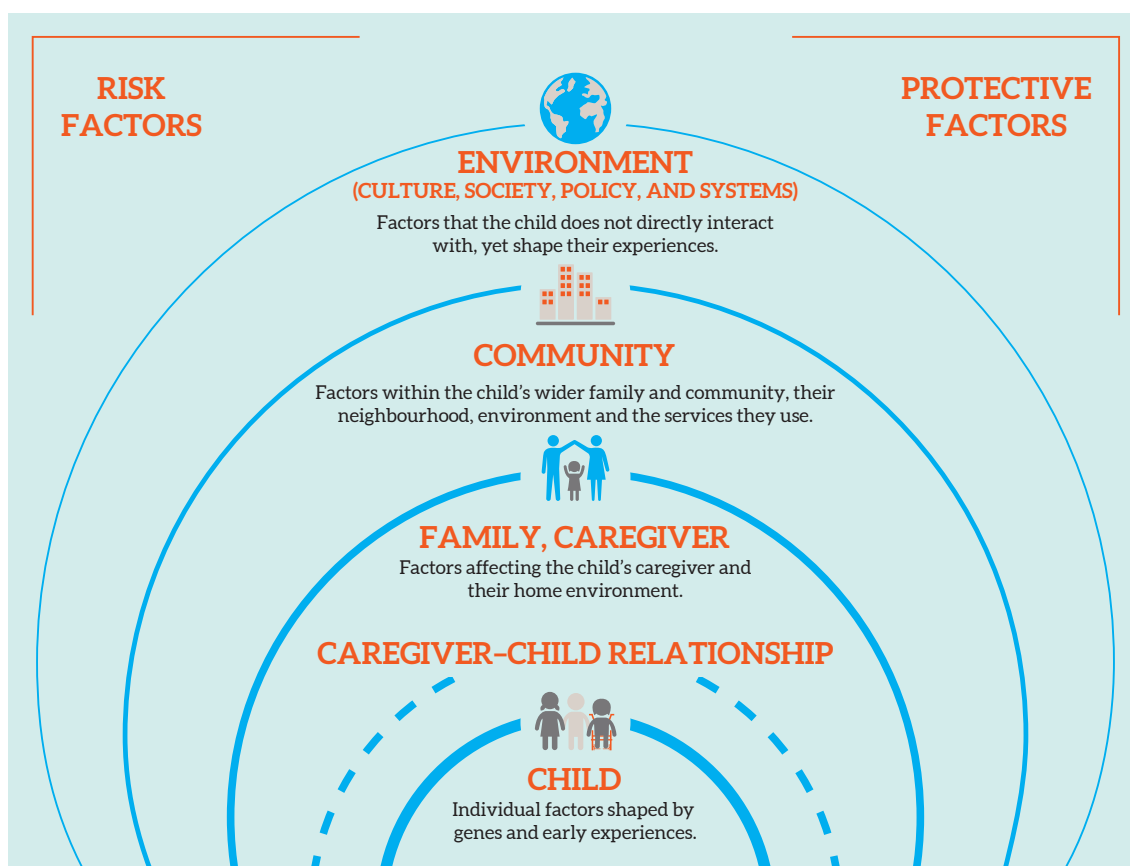 RISK
FACTORS
PROTECTIVE
FACTORS
ENVIRONMENT
(CULTURE, SOCIETY, POLICY, AND SYSTEMS)
Factors that the child does not directly interact
with, yet shape their experiences.
COMMUNITY
Factors within the child’s wider family and community, their
neighbourhood, environment and the services they use.
FAMILY, CAREGIVER
Factors affecting the child’s caregiver and
their home environment.
CAREGIVER–CHILD RELATIONSHIP
CHILD
Individual factors shaped by
genes and early experiences.